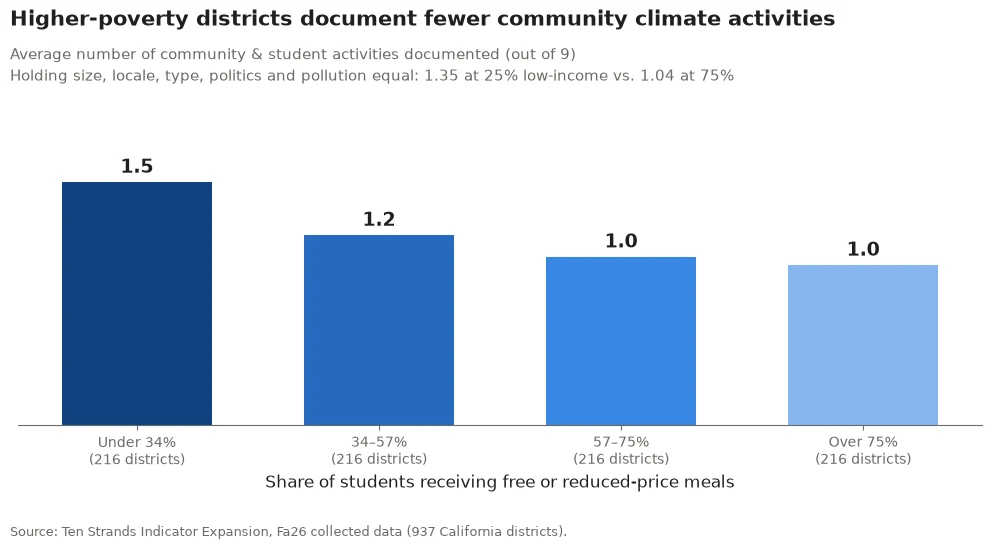 Higher-poverty districts document fewer community climate activities
Average number of community & student activities documented (out of 9)
Holding size, locale, type, politics and pollution equal: 1.35 at 25% low-income vs. 1.04 at 75%
1.5
1.2
1.0
1.0
Under 34%
(216 districts)
34–57%
(216 districts)
57–75%
(216 districts)
Over 75%
(216 districts)
Share of students receiving free or reduced-price meals
Source: Ten Strands Indicator Expansion, Fa26 collected data (937 California districts).